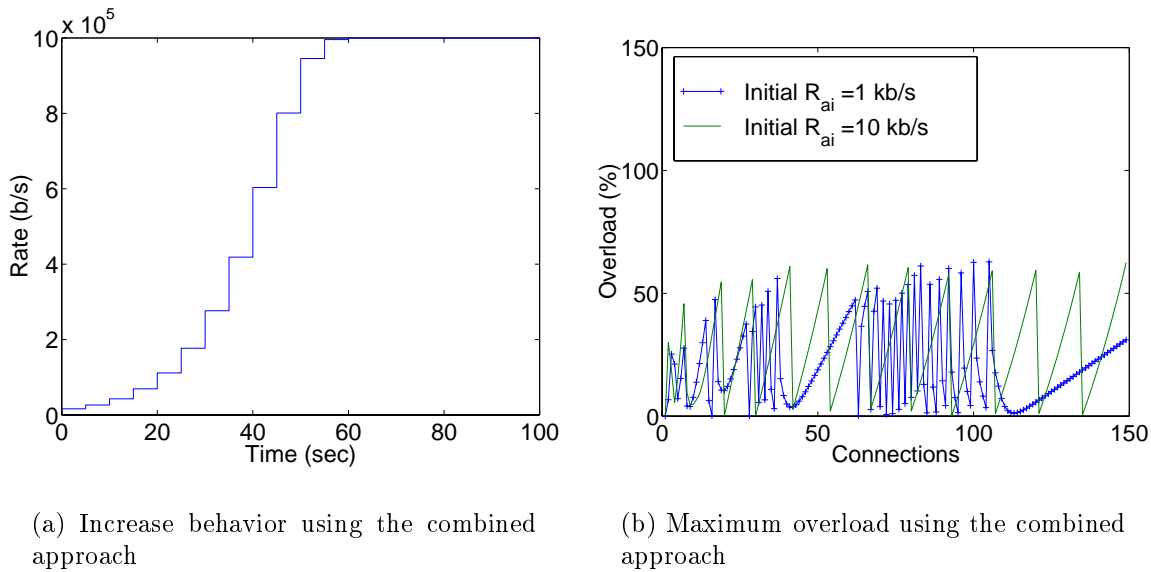 x 10^5
10
8
6
4
2
0
Rate (b/s)
0 20 40 60 80 100
Time (sec)
150
100
50
0
Overload (%)
Initial R_ai =1 kb/s
Initial R_ai =10 kb/s
0 50 100 150
Connections
(a) Increase behavior using the combined
approach
(b) Maximum overload using the combined
approach